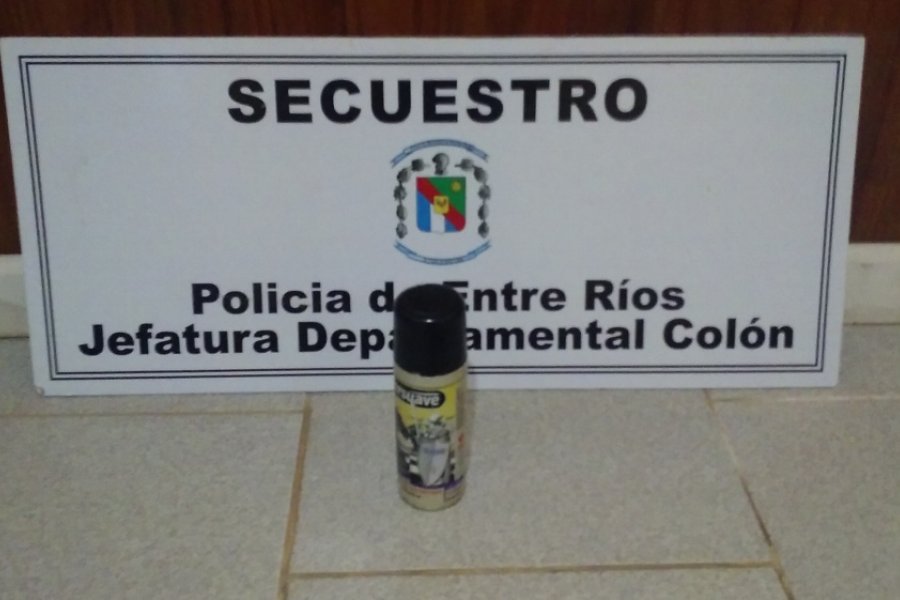 SECUESTRO
Policia d Entre Ríos
Jefatura Depa amental Colón